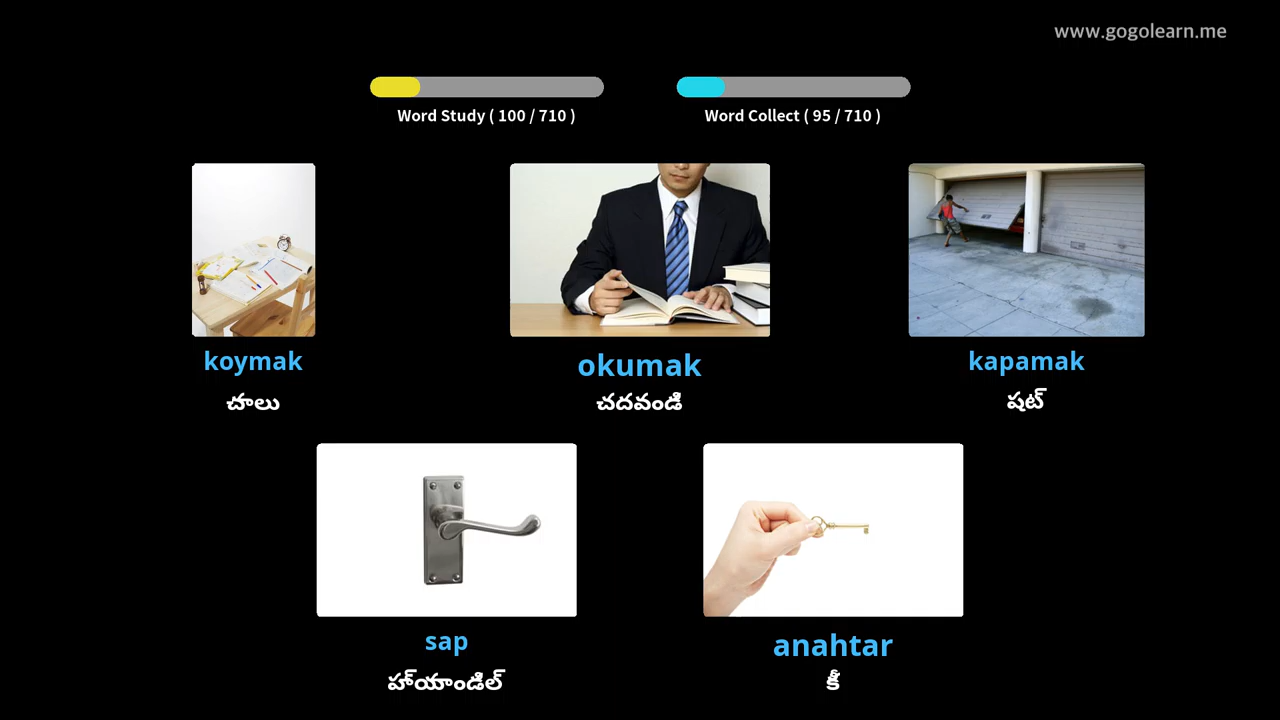 www.gogolearn.me
Word Study ( 100 / 710 )
Word Collect ( 95 / 710 )
koymak
చాలు
okumak
చదవండి
kapamak
షట్
sap
హ్యాండిల్
anahtar
కీ